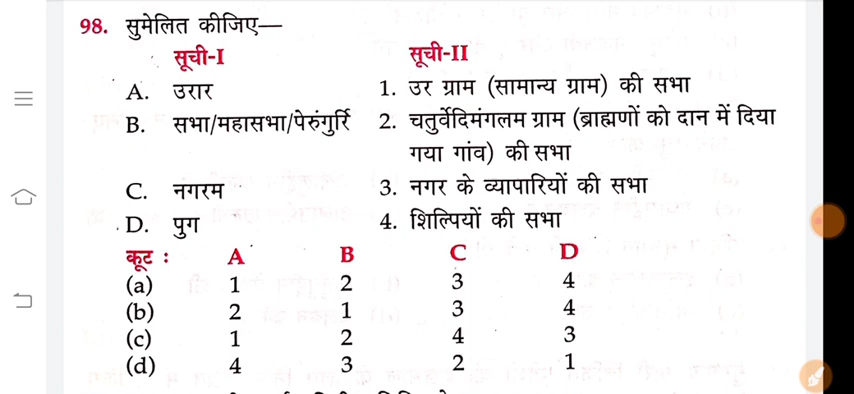 98. सुमेलित कीजिए—
सूची-I सूची-II
A. उरार 1. उर ग्राम (सामान्य ग्राम) की सभा
B. सभा/महासभा/पेरुंगुर्रि 2. चतुर्वेदिमंगलम ग्राम (ब्राह्मणों को दान में दिया
गया गांव) की सभा
C. नगरम 3. नगर के व्यापारियों की सभा
D. पुग 4. शिल्पियों की सभा
कूट : A B C D
(a) 1 2 3 4
(b) 2 1 3 4
(c) 1 2 4 3
(d) 4 3 2 1